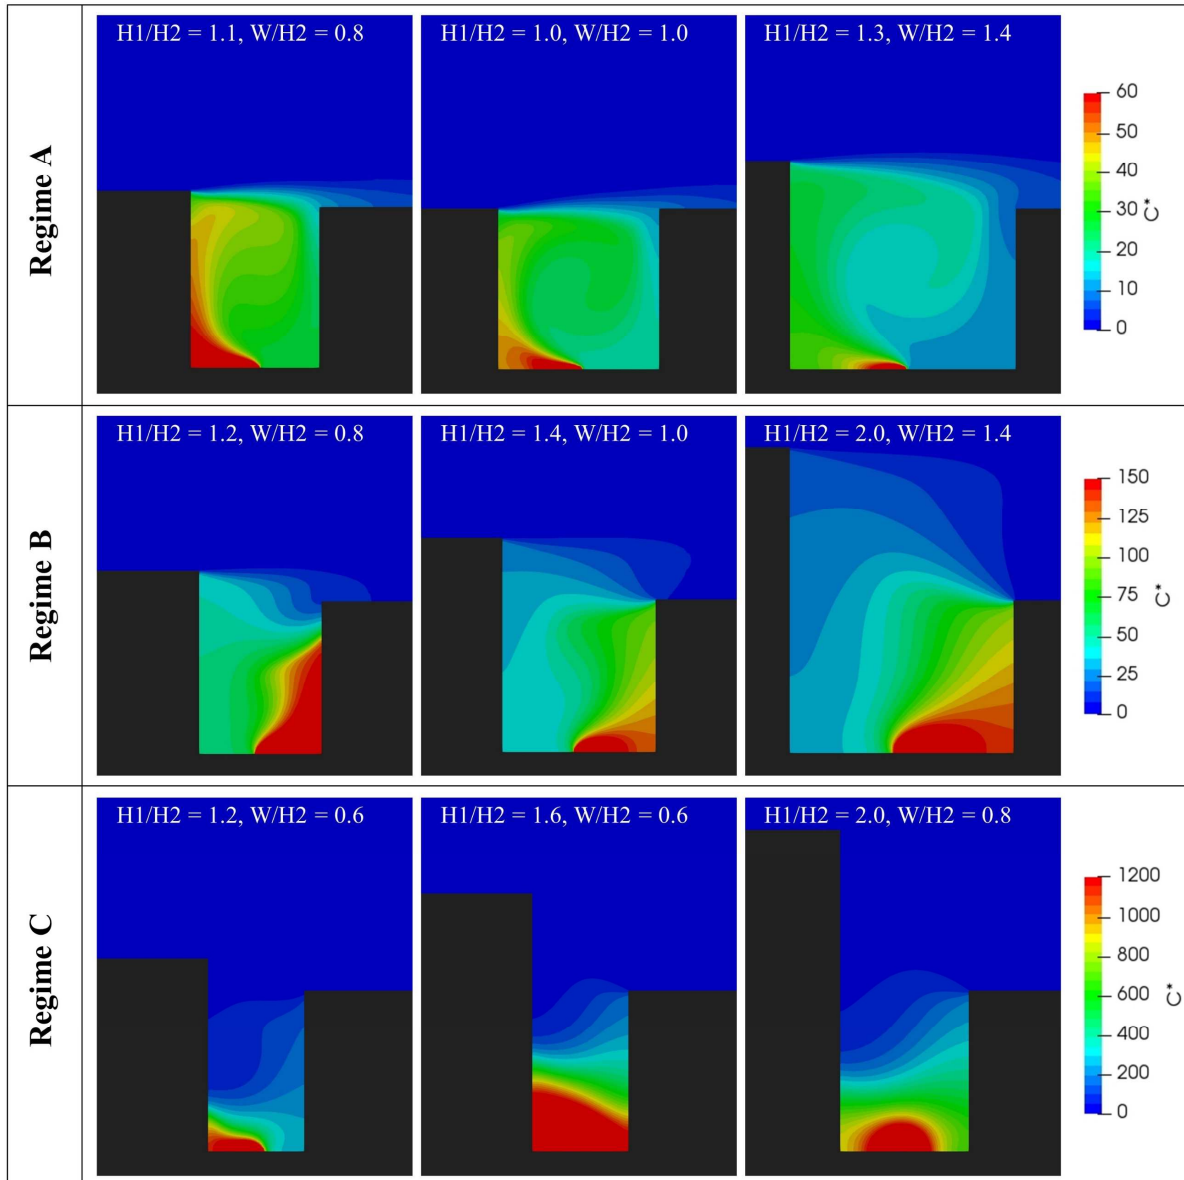 Regime A
H1/H2 = 1.1, W/H2 = 0.8
H1/H2 = 1.0, W/H2 = 1.0
H1/H2 = 1.3, W/H2 = 1.4
60
50
40
30
20
10
0
C*
Regime B
H1/H2 = 1.2, W/H2 = 0.8
H1/H2 = 1.4, W/H2 = 1.0
H1/H2 = 2.0, W/H2 = 1.4
150
125
100
75
50
25
0
C*
Regime C
H1/H2 = 1.2, W/H2 = 0.6
H1/H2 = 1.6, W/H2 = 0.6
H1/H2 = 2.0, W/H2 = 0.8
1200
1000
800
600
400
200
0
C*